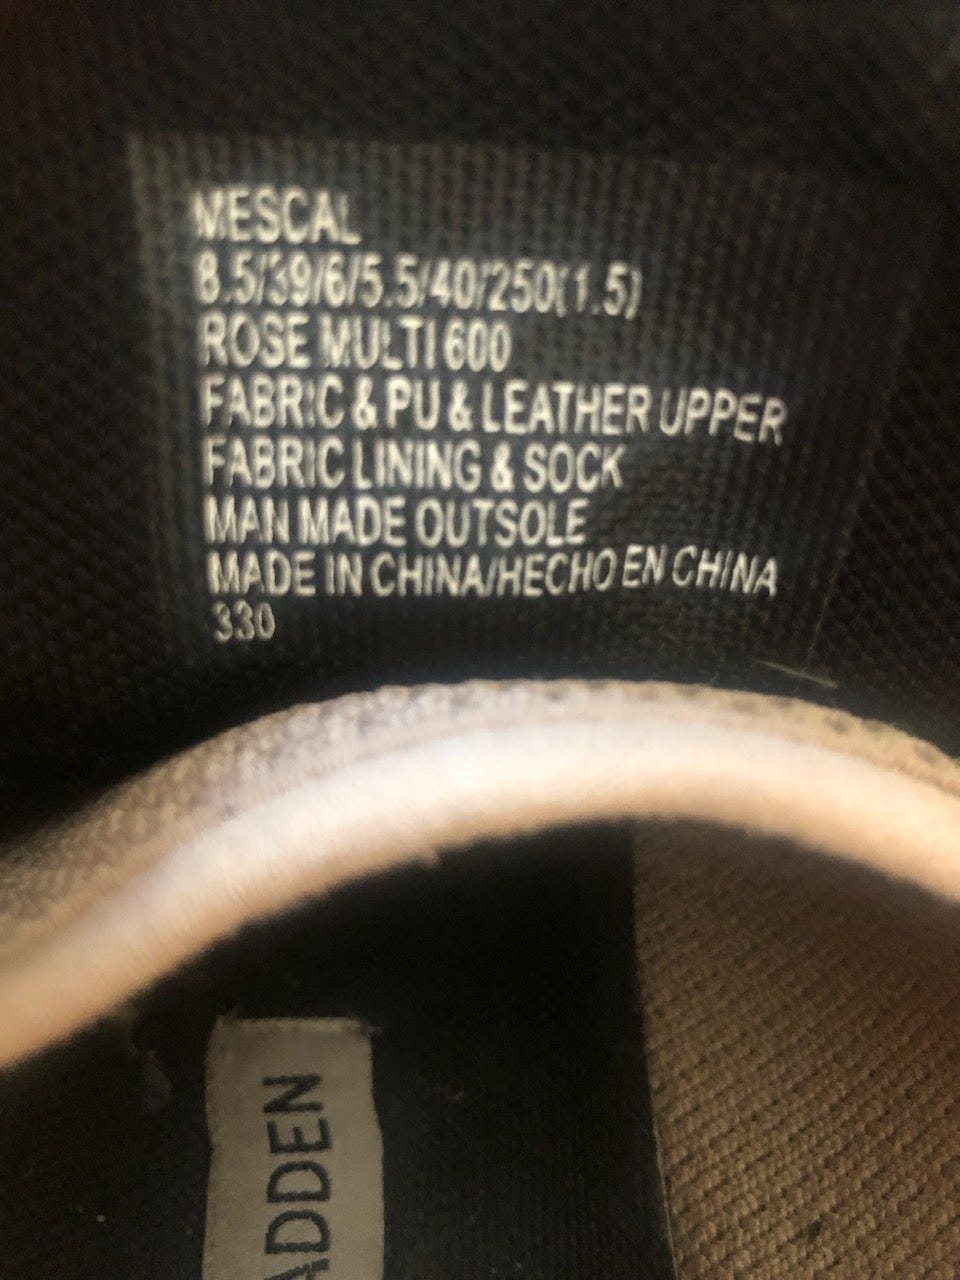 MESCAL
8.5/39/6/5.5/40/250(1.5)
ROSE MULTI 600
FABRIC & PU & LEATHER UPPER
FABRIC LINING & SOCK
MAN MADE OUTSOLE
MADE IN CHINA/HECHO EN CHINA
330
ADDEN